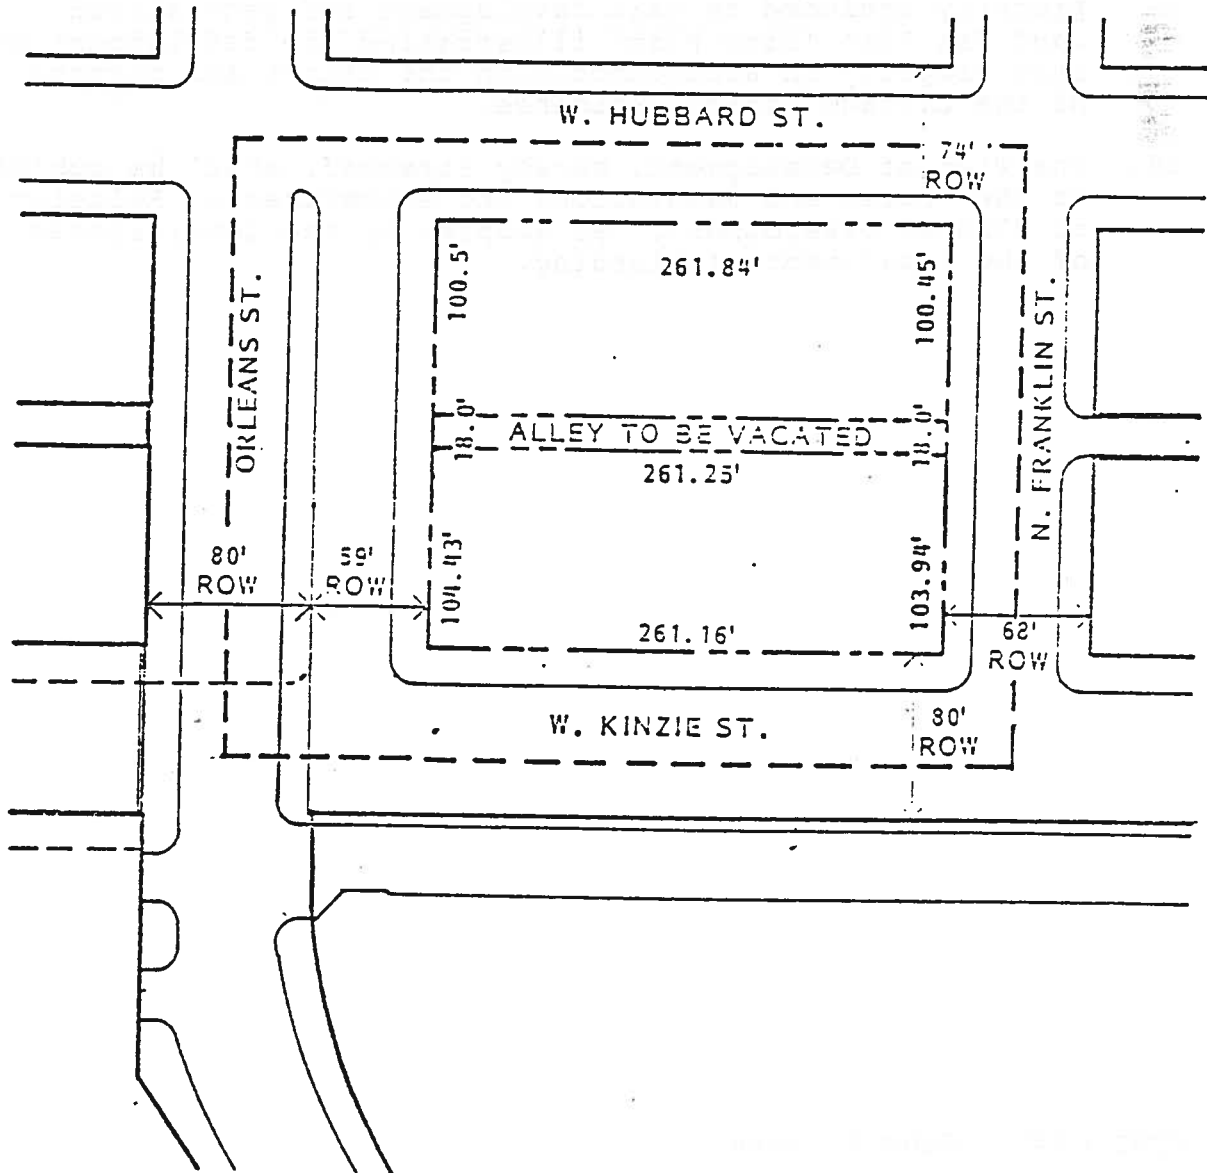 W. HUBBARD ST.
74'
ROW
ORLEANS ST.
100.5'
261.84'
100.45'
N. FRANKLIN ST.
18.0'
ALLEY TO BE VACATED
18.0'
261.25'
80'
ROW
59'
ROW
104.43'
103.94'
261.16'
68'
ROW
W. KINZIE ST.
80'
ROW